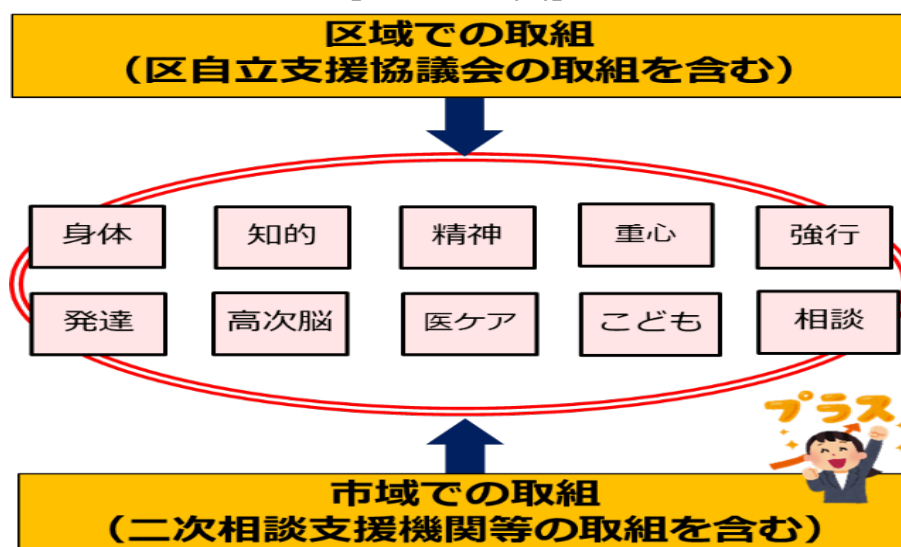 区域での取組
（区自立支援協議会の取組を含む）
身体 知的 精神 重心 強行
発達 高次脳 医ケア こども 相談
プラス
市域での取組
（二次相談支援機関等の取組を含む）